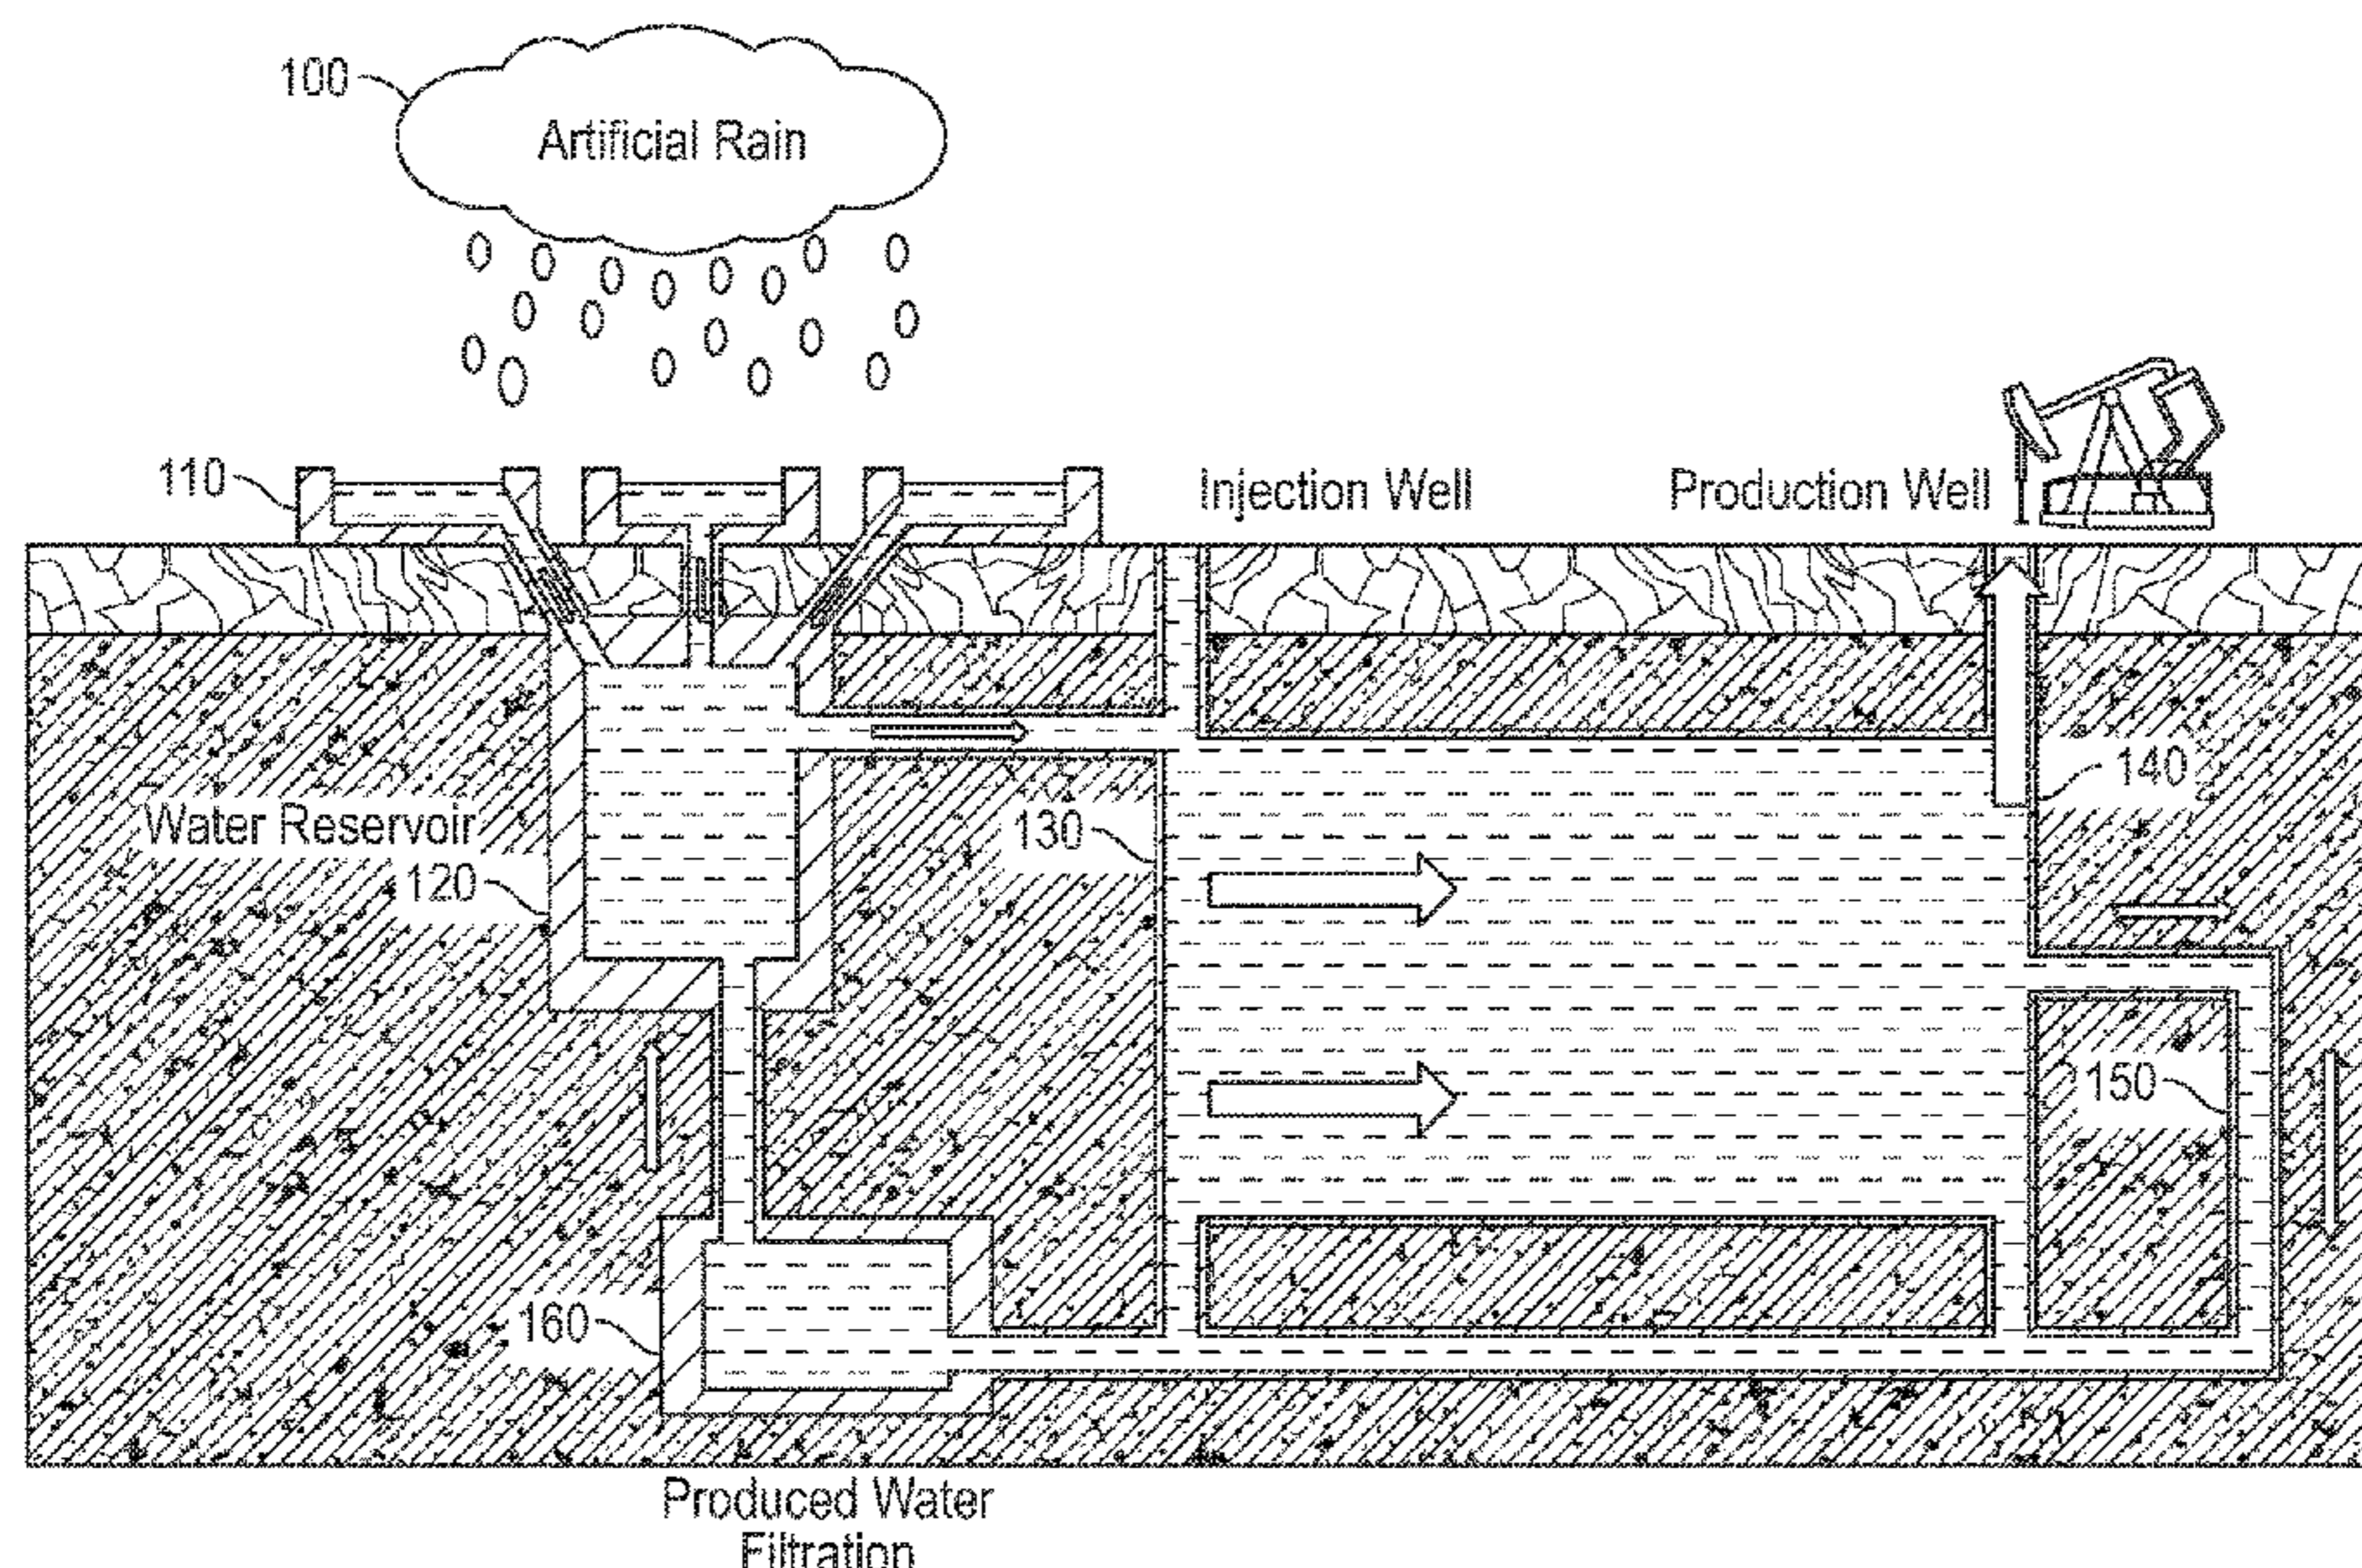 100
Artificial Rain
110
Injection Well
Production Well
140
Water Reservoir
130
120
150
160
Produced Water
Filtration